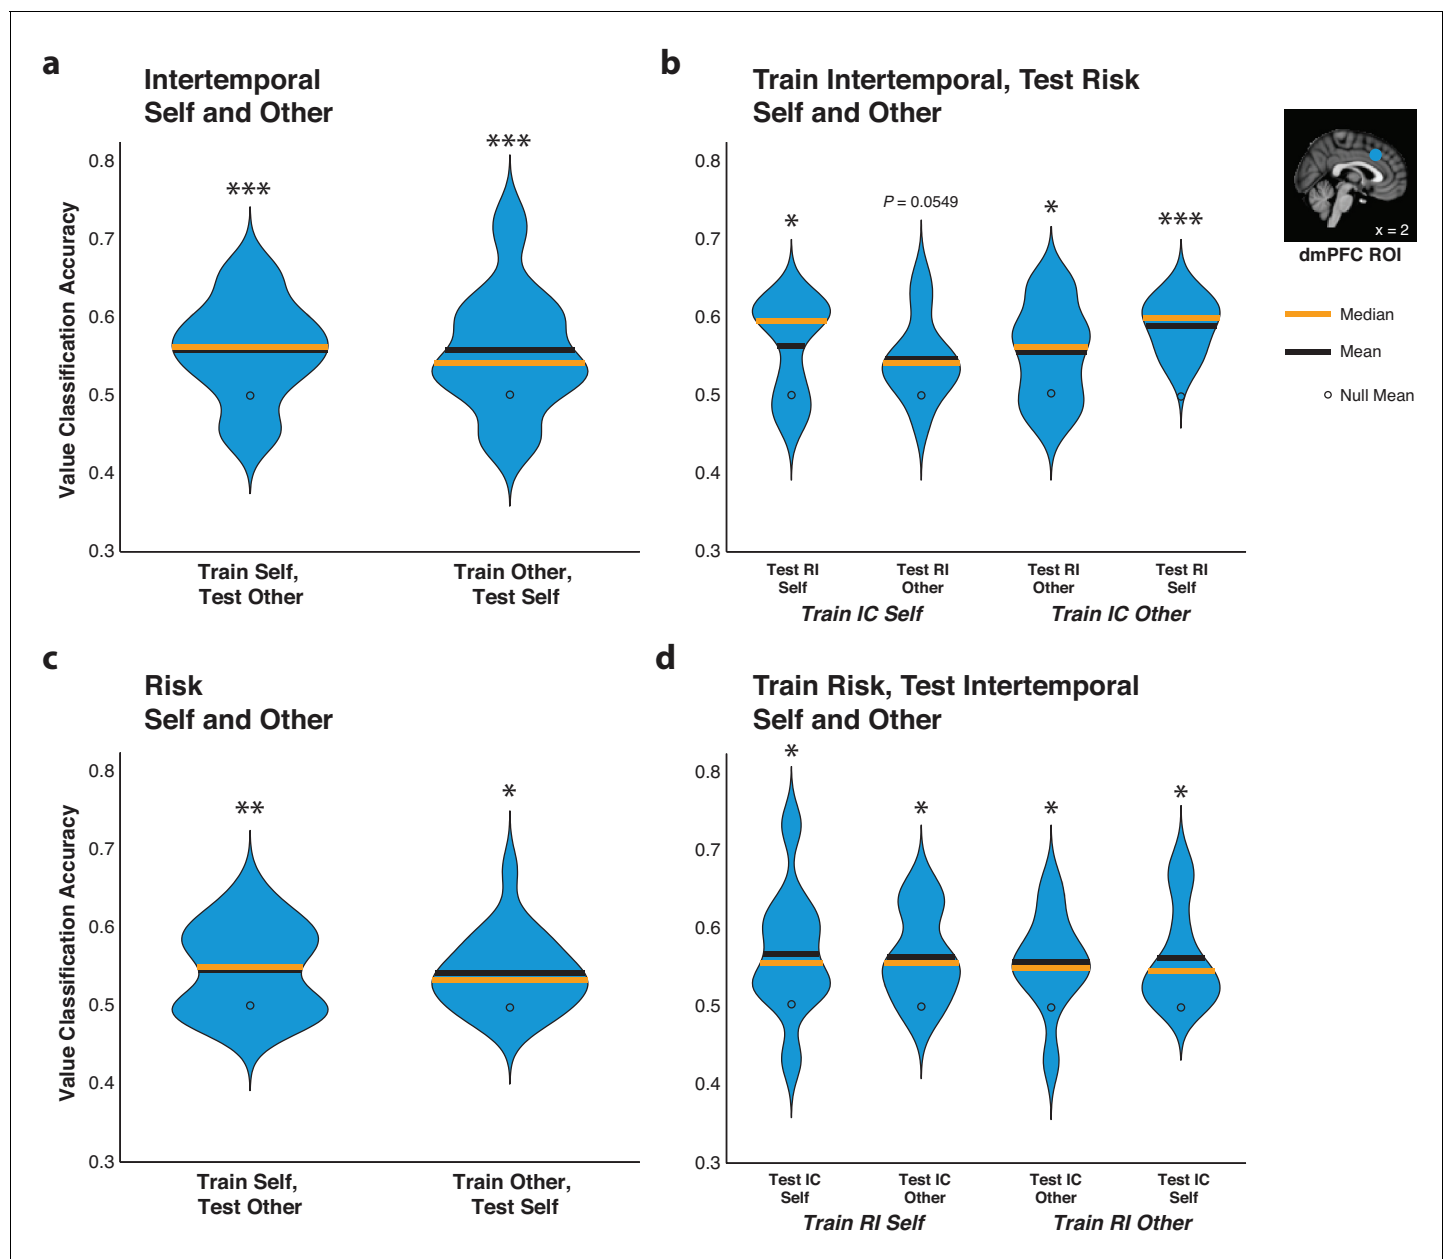 a
Intertemporal
Self and Other
***
***
0.8
0.7
0.6
0.5
0.4
0.3
Value Classification Accuracy
Train Self,
Test Other
Train Other,
Test Self
b
Train Intertemporal, Test Risk
Self and Other
*
P = 0.0549
*
***
0.8
0.7
0.6
0.5
0.4
0.3
Test RI
Self
Test RI
Other
Test RI
Other
Test RI
Self
Train IC Self
Train IC Other
x = 2
dmPFC ROI
Median
Mean
Null Mean
c
Risk
Self and Other
**
*
0.8
0.7
0.6
0.5
0.4
0.3
Value Classification Accuracy
Train Self,
Test Other
Train Other,
Test Self
d
Train Risk, Test Intertemporal
Self and Other
*
*
*
*
0.8
0.7
0.6
0.5
0.4
0.3
Test IC
Self
Test IC
Other
Test IC
Other
Test IC
Self
Train RI Self
Train RI Other